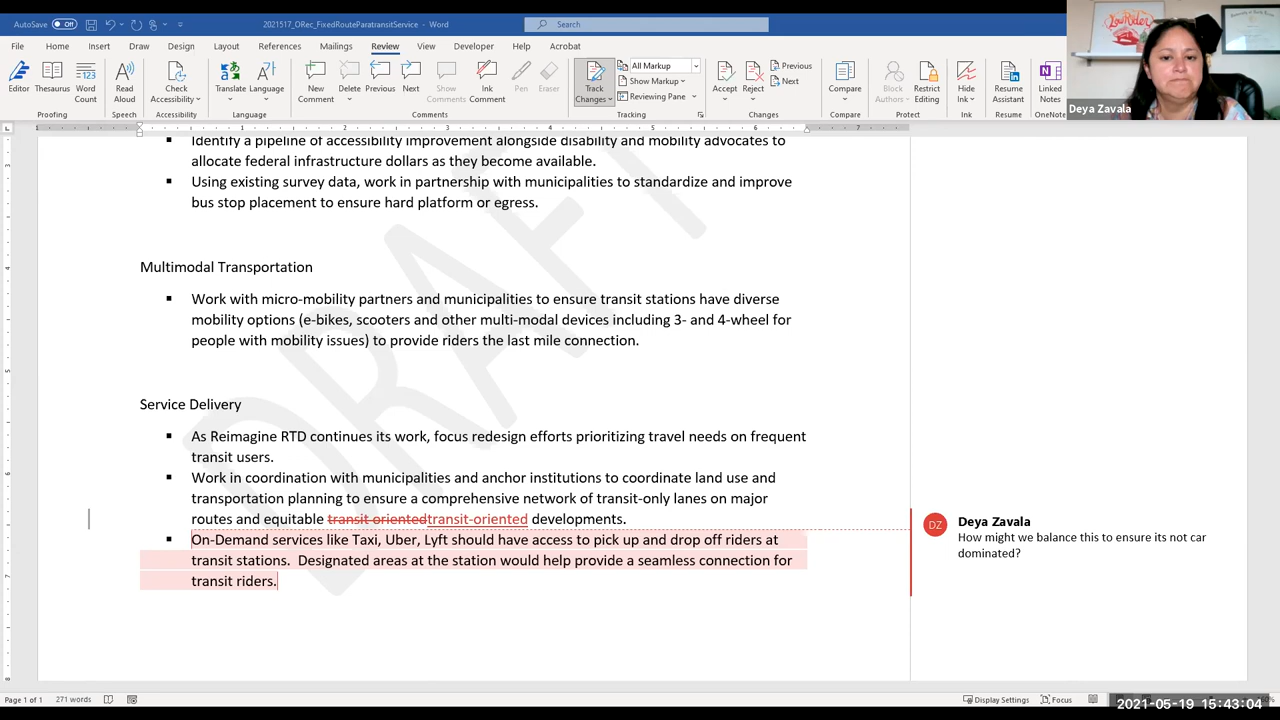 AutoSave Off 2021517_ORec_FixedRouteParatransitService - Word Search
File Home Insert Draw Design Layout References Mailings Review View Developer Help Acrobat
Editor Thesaurus Word Count Read Aloud Check Accessibility Translate Language New Comment Delete Previous Next Ink Comment Pen Eraser Track Changes All Markup Show Markup Reviewing Pane Accept Reject Previous Next Compare Block Authors Restrict Editing Hide Ink Resume Assistant Linked Notes
Proofing Speech Accessibility Language Comments Tracking Changes Compare Protect Ink Resume OneNote
LowRider
Deya Zavala
Identify a pipeline of accessibility improvement alongside disability and mobility advocates to
allocate federal infrastructure dollars as they become available.
Using existing survey data, work in partnership with municipalities to standardize and improve
bus stop placement to ensure hard platform or egress.
Multimodal Transportation
Work with micro-mobility partners and municipalities to ensure transit stations have diverse
mobility options (e-bikes, scooters and other multi-modal devices including 3- and 4-wheel for
people with mobility issues) to provide riders the last mile connection.
Service Delivery
As Reimagine RTD continues its work, focus redesign efforts prioritizing travel needs on frequent
transit users.
Work in coordination with municipalities and anchor institutions to coordinate land use and
transportation planning to ensure a comprehensive network of transit-only lanes on major
routes and equitable transit orientedtransit-oriented developments.
On-Demand services like Taxi, Uber, Lyft should have access to pick up and drop off riders at
transit stations. Designated areas at the station would help provide a seamless connection for
transit riders.
DRAFT
DZ Deya Zavala
How might we balance this to ensure its not car
dominated?
Page 1 of 1 271 words Display Settings Focus
2021-05-19 15:43:04